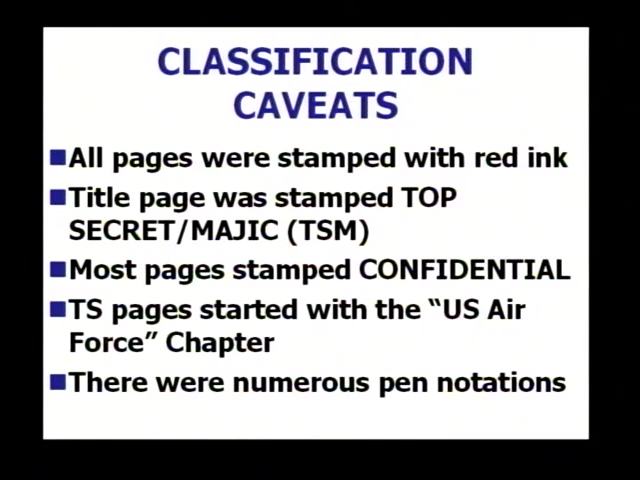 CLASSIFICATION
CAVEATS
■All pages were stamped with red ink
■Title page was stamped TOP
SECRET/MAJIC (TSM)
■Most pages stamped CONFIDENTIAL
■TS pages started with the “US Air
Force” Chapter
■There were numerous pen notations